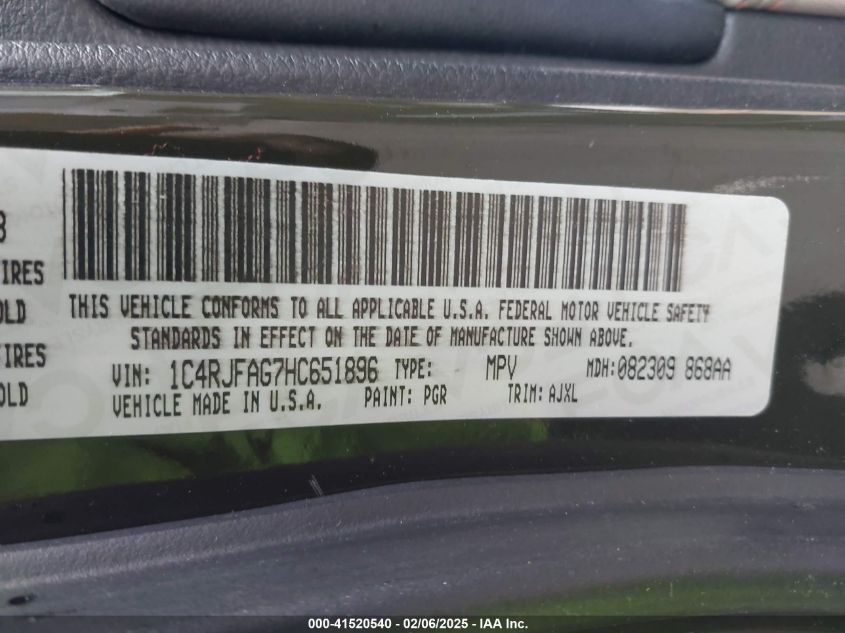 8
IRES
OLD
IRES
OLD
THIS VEHICLE CONFORMS TO ALL APPLICABLE U.S.A. FEDERAL MOTOR VEHICLE SAFETY
STANDARDS IN EFFECT ON THE DATE OF MANUFACTURE SHOWN ABOVE.
VIN: 1C4RJFAG7HC651896 TYPE: MPV MDH:082309 868AA
VEHICLE MADE IN U.S.A. PAINT: PGR TRIM: AJXL
000-41520540 - 02/06/2025 - IAA Inc.